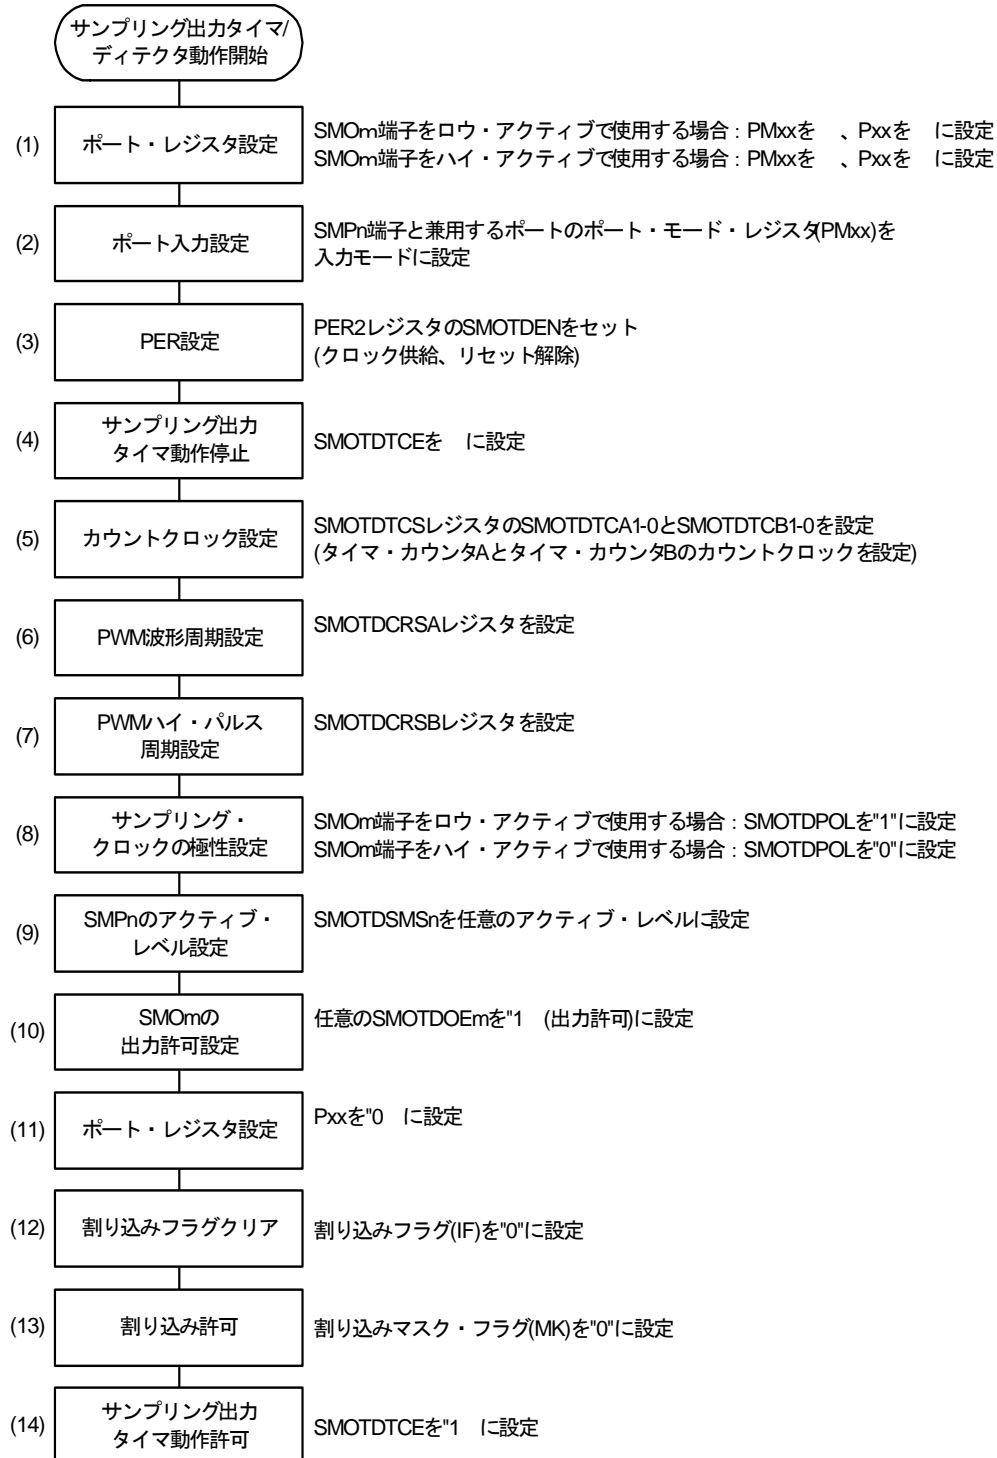 サンプリング出力タイマ/
ディテクタ動作開始
(1)
ポート・レジスタ設定
SMOm端子をロウ・アクティブで使用する場合 : PMxxを　、Pxxを　に設定
SMOm端子をハイ・アクティブで使用する場合 : PMxxを　、Pxxを　に設定
(2)
ポート入力設定
SMPn端子と兼用するポートのポート・モード・レジスタ(PMxx)を
入力モードに設定
(3)
PER設定
PER2レジスタのSMOTDENをセット
(クロック供給、リセット解除)
(4)
サンプリング出力
タイマ動作停止
SMOTDTCEを　に設定
(5)
カウントクロック設定
SMOTDTCSレジスタのSMOTDTCA1-0とSMOTDTCB1-0を設定
(タイマ・カウンタAとタイマ・カウンタBのカウントクロックを設定)
(6)
PWM波形周期設定
SMOTDCRSAレジスタを設定
(7)
PWMハイ・パルス
周期設定
SMOTDCRSBレジスタを設定
(8)
サンプリング・
クロックの極性設定
SMOm端子をロウ・アクティブで使用する場合 : SMOTDPOLを"1"に設定
SMOm端子をハイ・アクティブで使用する場合 : SMOTDPOLを"0"に設定
(9)
SMPnのアクティブ・
レベル設定
SMOTDSMSnを任意のアクティブ・レベルに設定
(10)
SMOmの
出力許可設定
任意のSMOTDOEmを"1　(出力許可)に設定
(11)
ポート・レジスタ設定
Pxxを"0　に設定
(12)
割り込みフラグクリア
割り込みフラグ(IF)を"0"に設定
(13)
割り込み許可
割り込みマスク・フラグ(MK)を"0"に設定
(14)
サンプリング出力
タイマ動作許可
SMOTDTCEを"1　に設定